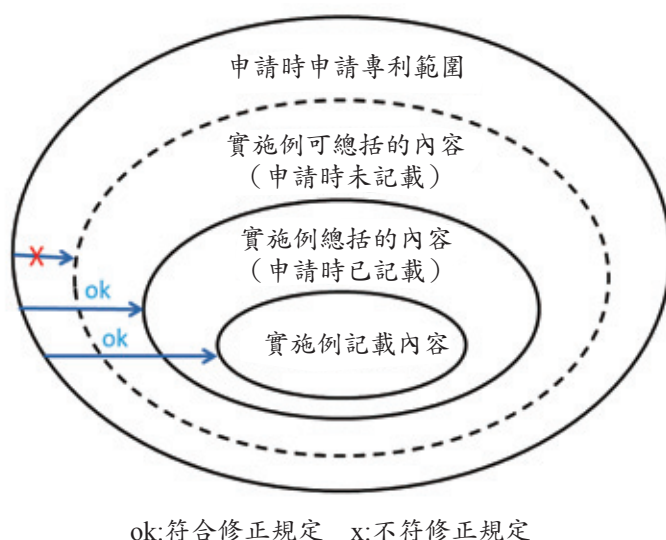 申請時申請專利範圍
實施例可總括的內容
（申請時未記載）
實施例總括的內容
（申請時已記載）
X
ok
ok
實施例記載內容
ok:符合修正規定 x:不符修正規定